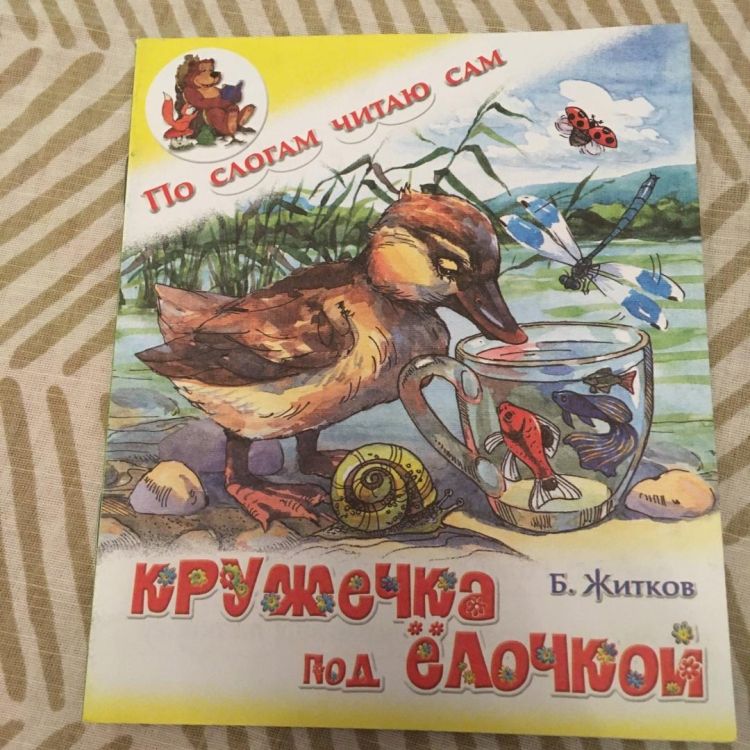 По слогам читаю сам
Б. Житков
кружечка
под ёлочкой